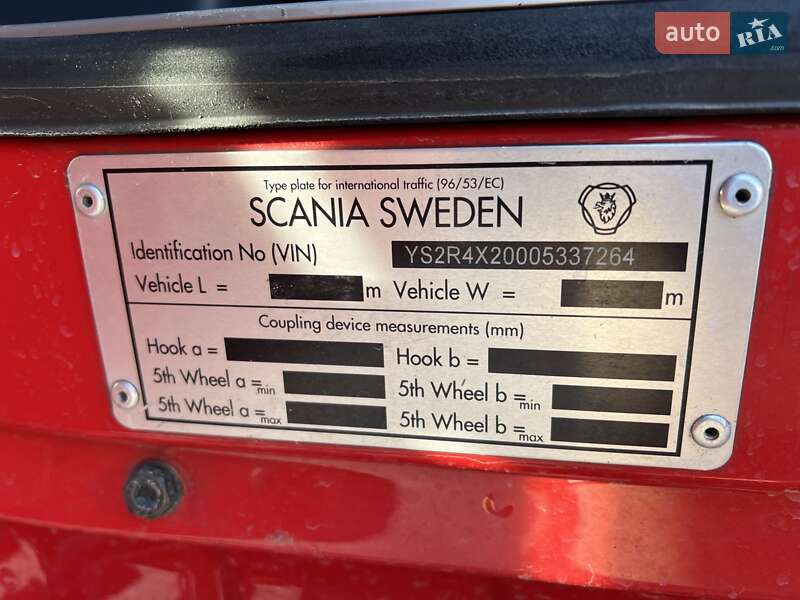 auto RIA.com
Type plate for international traffic (96/53/EC)
SCANIA SWEDEN
Identification No (VIN) YS2R4X20005337264
Vehicle L = m Vehicle W = m
Coupling device measurements (mm)
Hook a = Hook b =
5th Wheel a = min 5th Wheel b = min
5th Wheel a = max 5th Wheel b = max